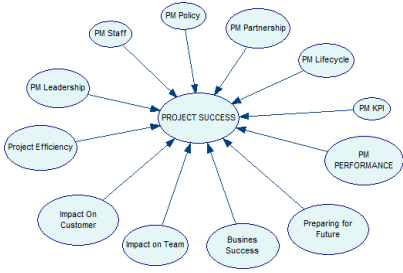 PM Policy
PM Staff
PM Partnership
PM Lifecycle
PM Leadership
PM KPI
PROJECT SUCCESS
Project Efficiency
PM
PERFORMANCE
Impact On
Customer
Impact on Team
Busines
Success
Preparing for
Future